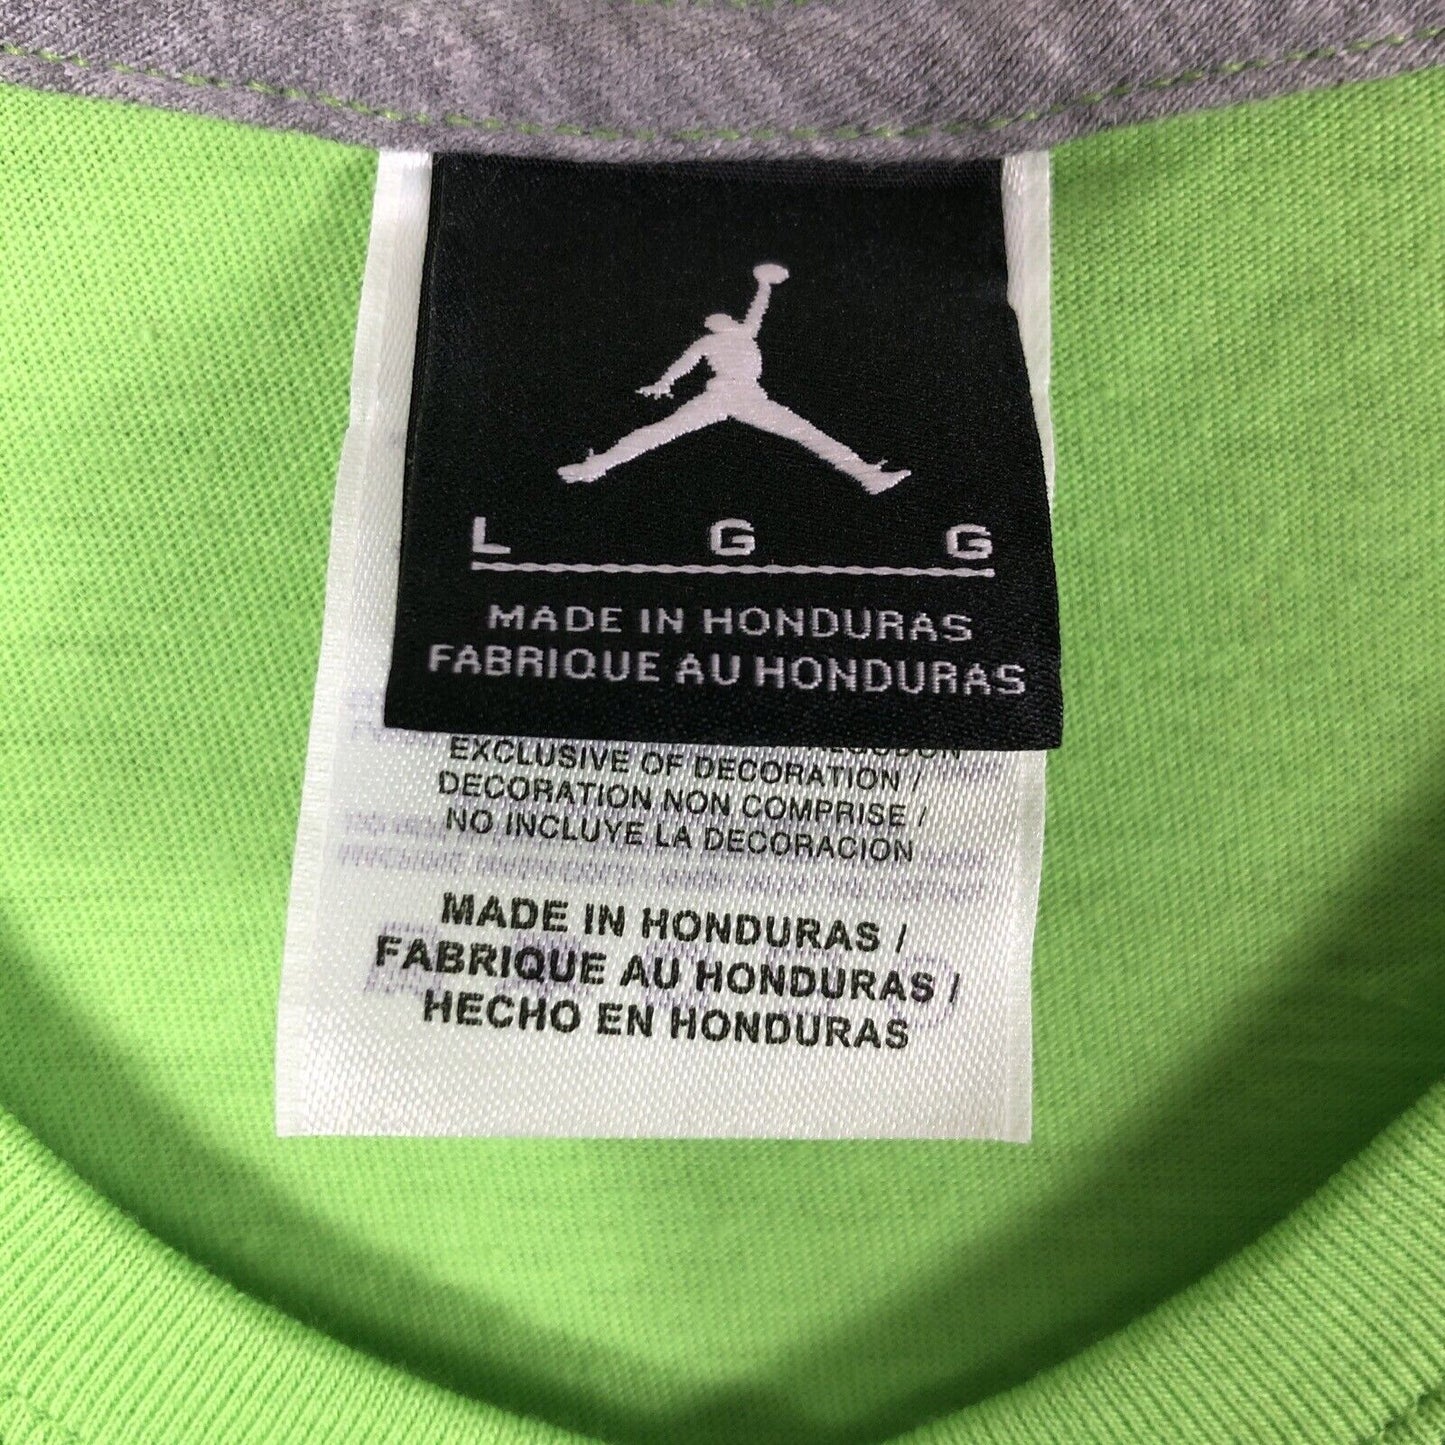 L G G
MADE IN HONDURAS
FABRIQUE AU HONDURAS
EXCLUSIVE OF DECORATION /
DECORATION NON COMPRISE /
NO INCLUYE LA DECORACION
MADE IN HONDURAS /
FABRIQUE AU HONDURAS /
HECHO EN HONDURAS